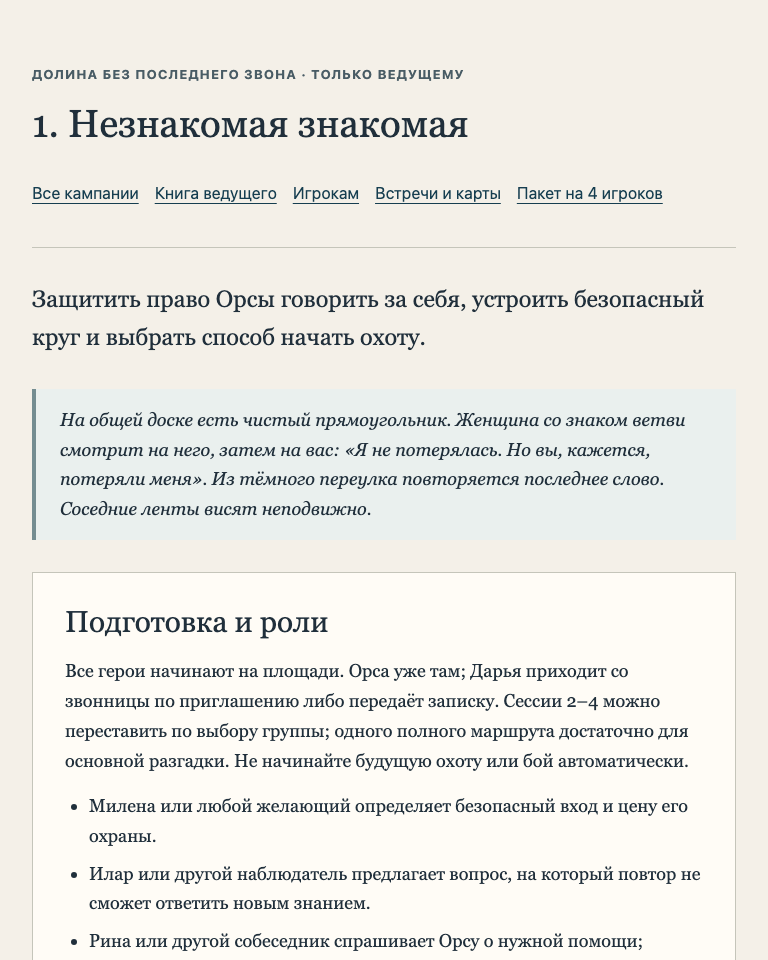 ДОЛИНА БЕЗ ПОСЛЕДНЕГО ЗВОНА · ТОЛЬКО ВЕДУЩЕМУ
1. Незнакомая знакомая
Все кампании Книга ведущего Игрокам Встречи и карты Пакет на 4 игроков
Защитить право Орсы говорить за себя, устроить безопасный
круг и выбрать способ начать охоту.
На общей доске есть чистый прямоугольник. Женщина со знаком ветви
смотрит на него, затем на вас: «Я не потерялась. Но вы, кажется,
потеряли меня». Из тёмного переулка повторяется последнее слово.
Соседние ленты висят неподвижно.
Подготовка и роли
Все герои начинают на площади. Орса уже там; Дарья приходит со
звонницы по приглашению либо передаёт записку. Сессии 2–4 можно
переставить по выбору группы; одного полного маршрута достаточно для
основной разгадки. Не начинайте будущую охоту или бой автоматически.
• Милена или любой желающий определяет безопасный вход и цену его
охраны.
• Илар или другой наблюдатель предлагает вопрос, на который повтор не
сможет ответить новым знанием.
• Рина или другой собеседник спрашивает Орсу о нужной помощи;